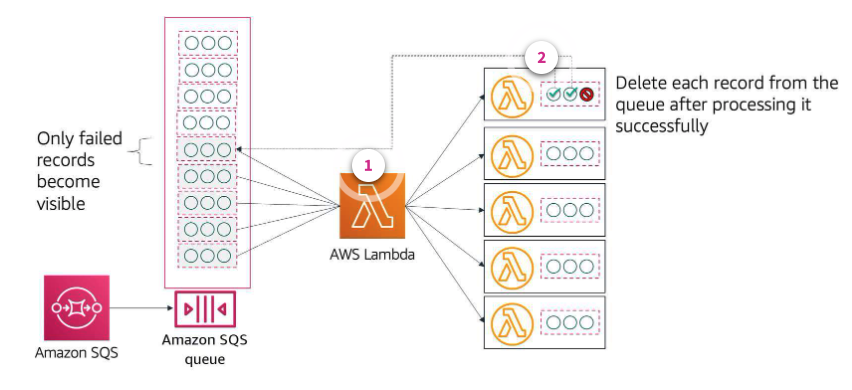 2
Delete each record from the
queue after processing it
successfully
Only failed
records
become
visible
1
AWS Lambda
Amazon SQS
Amazon SQS
queue